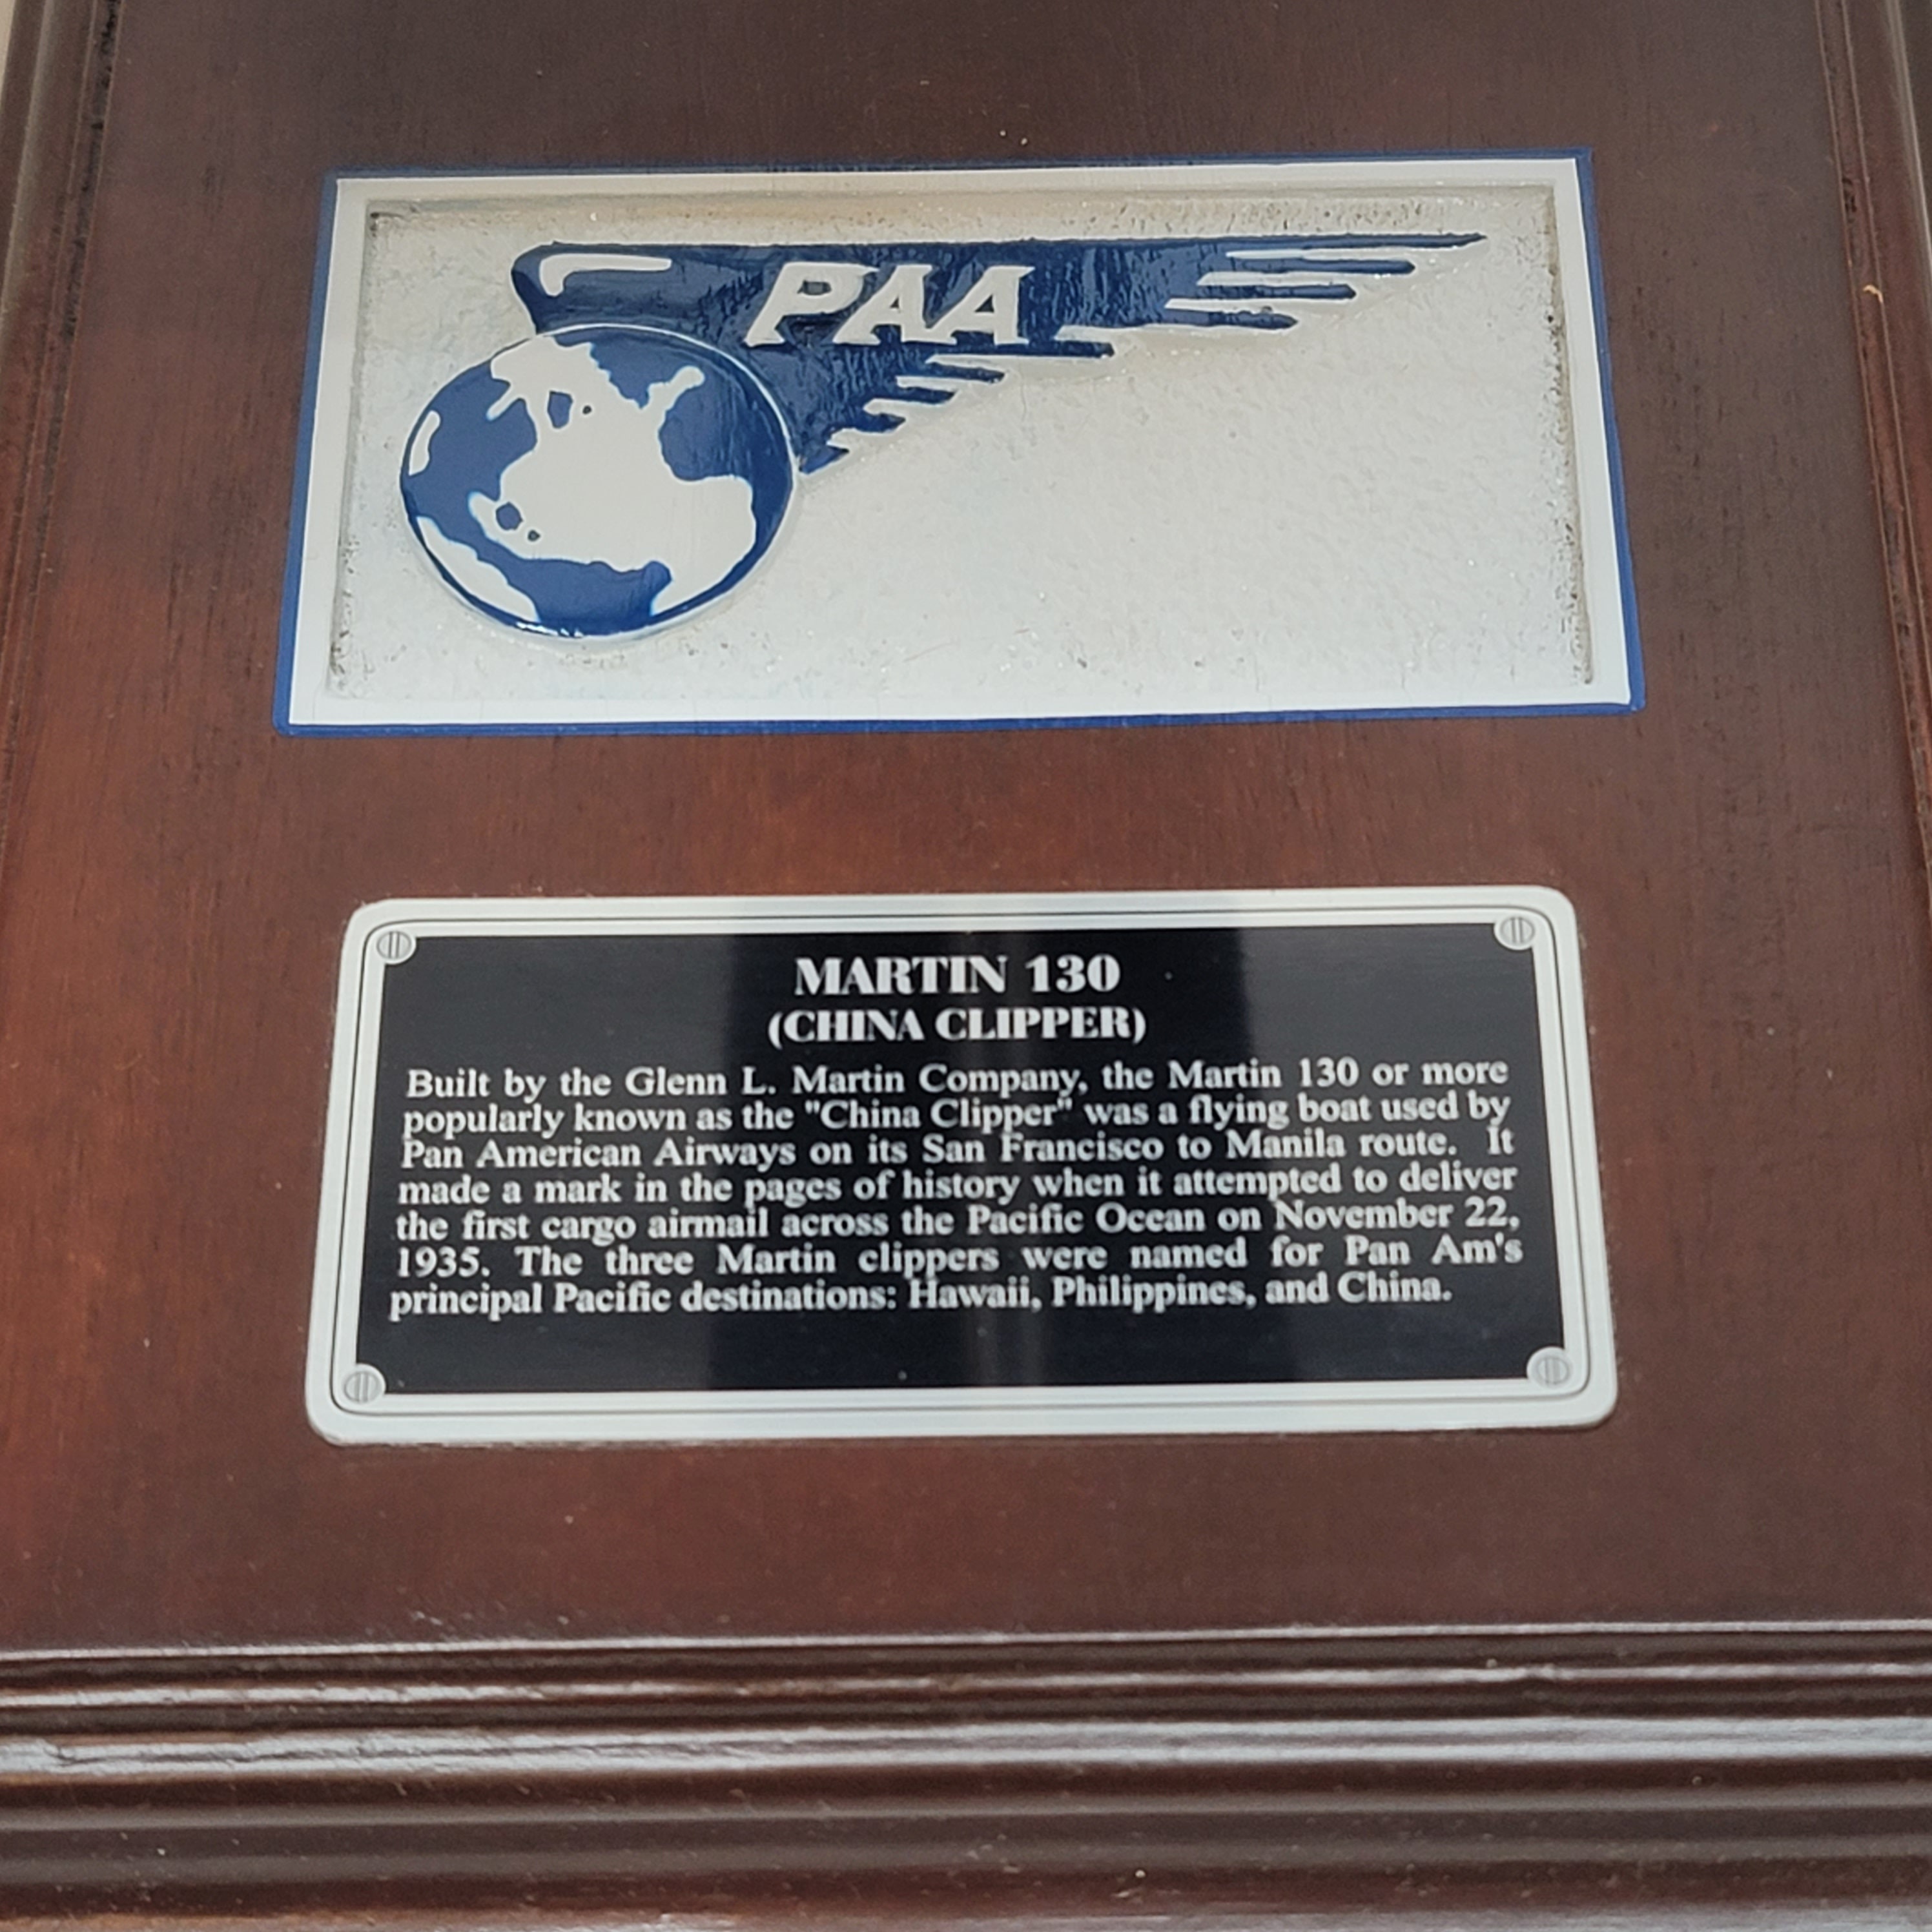 PAA
MARTIN 130
(CHINA CLIPPER)
Built by the Glenn L. Martin Company, the Martin 130 or more
popularly known as the "China Clipper" was a flying boat used by
Pan American Airways on its San Francisco to Manila route. It
made a mark in the pages of history when it attempted to deliver
the first cargo airmail across the Pacific Ocean on November 22,
1935. The three Martin clippers were named for Pan Am's
principal Pacific destinations: Hawaii, Philippines, and China.